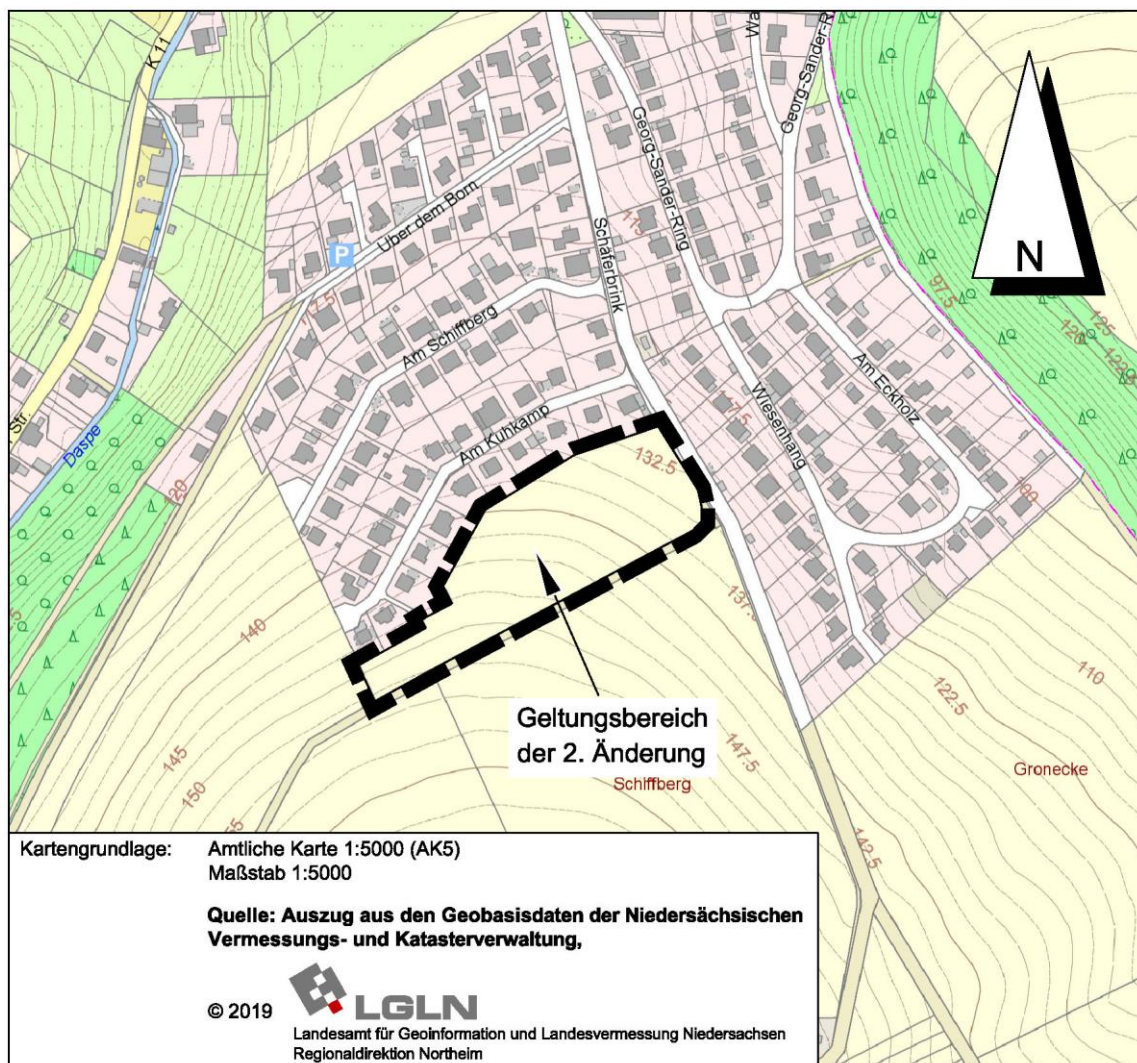 K 11
Wa
Georg-Sander-R
Georg-Sander-Ring
N
Über dem Born
P
Schäferbrink
97.5
125
Am Schiffberg
Am Eckholz
Wiesenhang
Am Kuhkamp
Str.
Daspe
132.5
120
100
140
110
122.5
Geltungsbereich
der 2. Änderung
147.5
145
Schiffberg
Gronecke
150
142.5
Kartengrundlage: Amtliche Karte 1:5000 (AK5)
Maßstab 1:5000
Quelle: Auszug aus den Geobasisdaten der Niedersächsischen
Vermessungs- und Katasterverwaltung,
© 2019 LGLN
Landesamt für Geoinformation und Landesvermessung Niedersachsen
Regionaldirektion Northeim